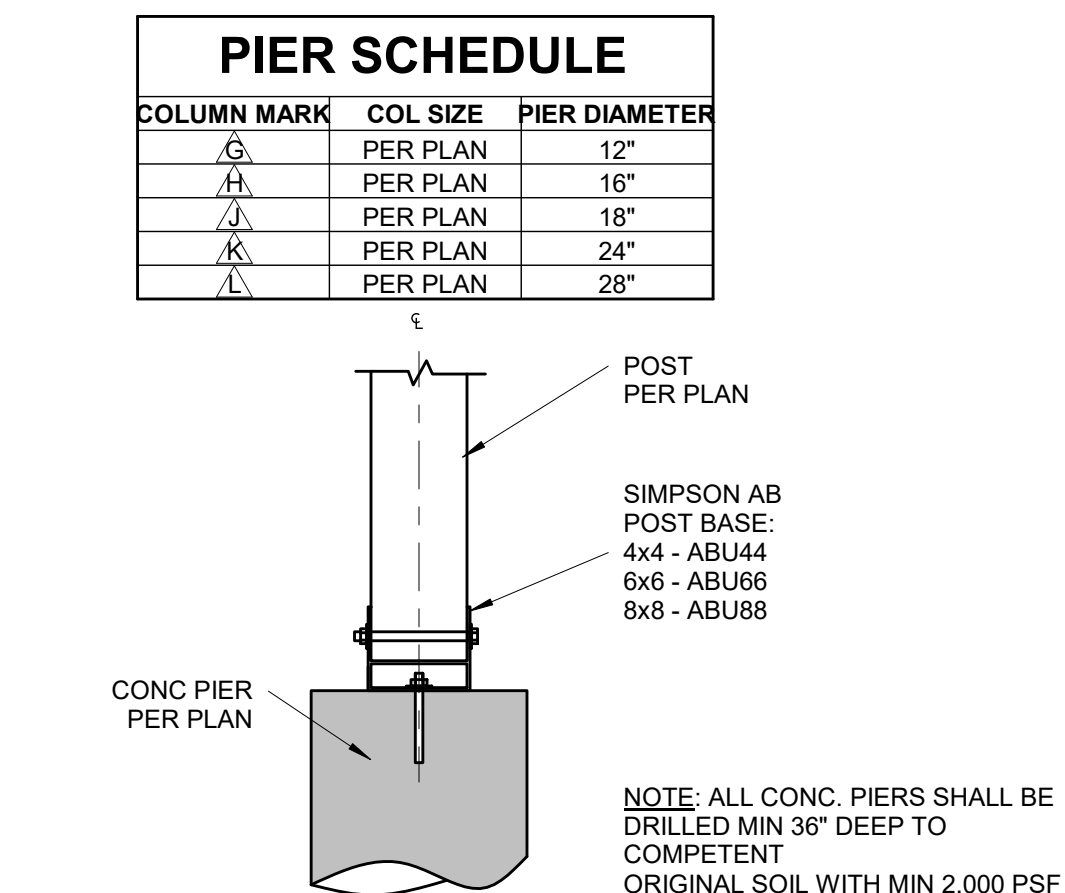 PIER SCHEDULE
COLUMN MARK COL SIZE PIER DIAMETER
G PER PLAN 12"
H PER PLAN 16"
J PER PLAN 18"
K PER PLAN 24"
L PER PLAN 28"
℄
POST
PER PLAN
SIMPSON AB
POST BASE:
4x4 - ABU44
6x6 - ABU66
8x8 - ABU88
CONC PIER
PER PLAN
NOTE: ALL CONC. PIERS SHALL BE
DRILLED MIN 36" DEEP TO
COMPETENT
ORIGINAL SOIL WITH MIN 2,000 PSF